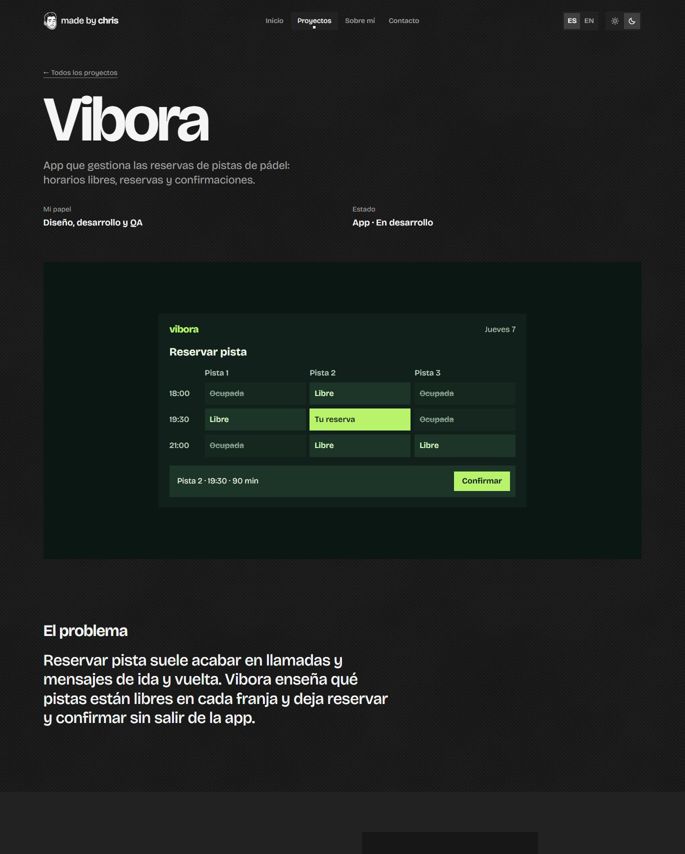 made by chris
Inicio
Proyectos
Sobre mí
Contacto
ES EN
← Todos los proyectos
Vibora
App que gestiona las reservas de pistas de pádel:
horarios libres, reservas y confirmaciones.
Mi papel
Diseño, desarrollo y QA
Estado
App · En desarrollo
vibora
Jueves 7
Reservar pista
Pista 1 Pista 2 Pista 3
18:00 Ocupada Libre Ocupada
19:30 Libre Tu reserva Ocupada
21:00 Ocupada Libre Libre
Pista 2 · 19:30 · 90 min
Confirmar
El problema
Reservar pista suele acabar en llamadas y
mensajes de ida y vuelta. Vibora enseña qué
pistas están libres en cada franja y deja reservar
y confirmar sin salir de la app.